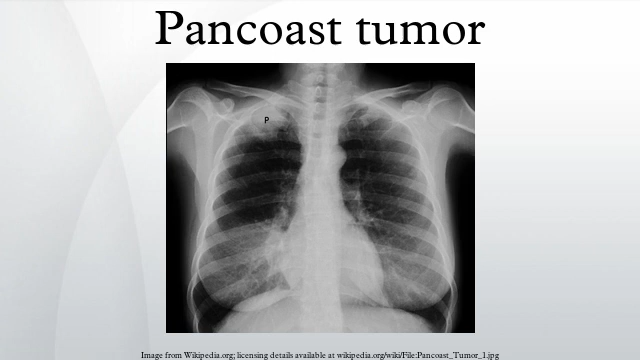 Pancoast tumor
P
Image from Wikipedia.org; licensing details available at wikipedia.org/wiki/File:Pancoast_Tumor_1.jpg